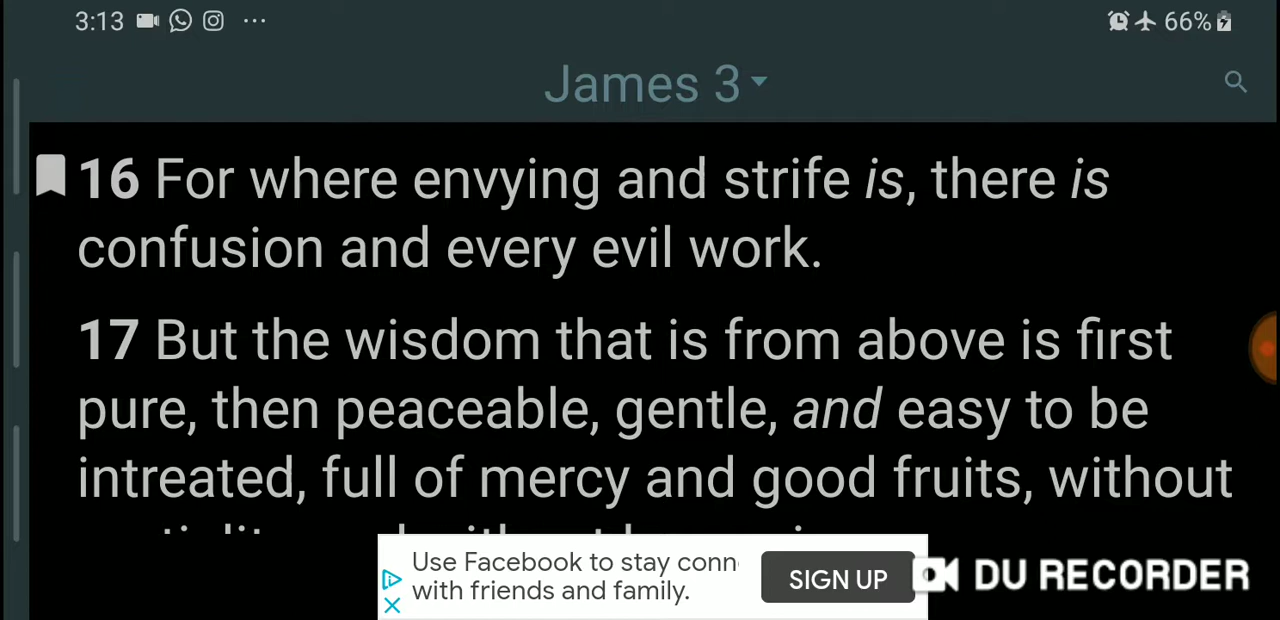 3:13 ... 66%
James 3
16 For where envying and strife is, there is
confusion and every evil work.
17 But the wisdom that is from above is first
pure, then peaceable, gentle, and easy to be
intreated, full of mercy and good fruits, without
Use Facebook to stay conn
with friends and family.
SIGN UP
DU RECORDER